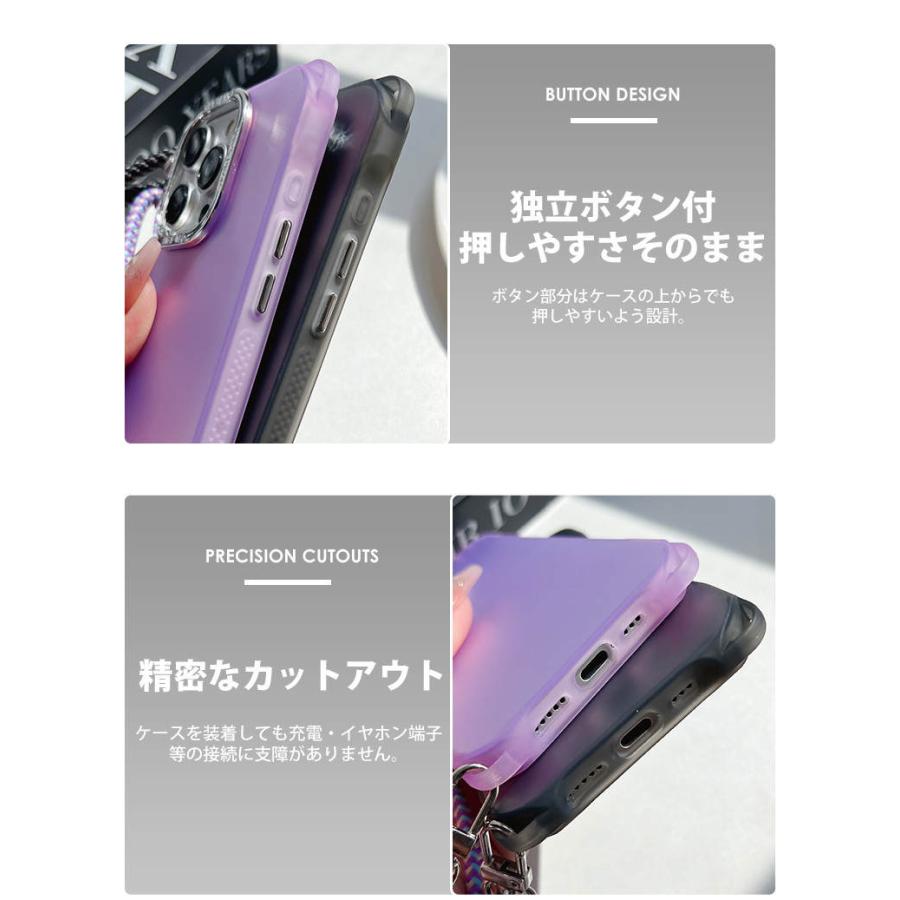 BUTTON DESIGN
独立ボタン付
押しやすさそのまま
ボタン部分はケースの上からでも
押しやすいよう設計。
YEARS
PRECISION CUTOUTS
精密なカットアウト
ケースを装着しても充電・イヤホン端子
等の接続に支障がありません。